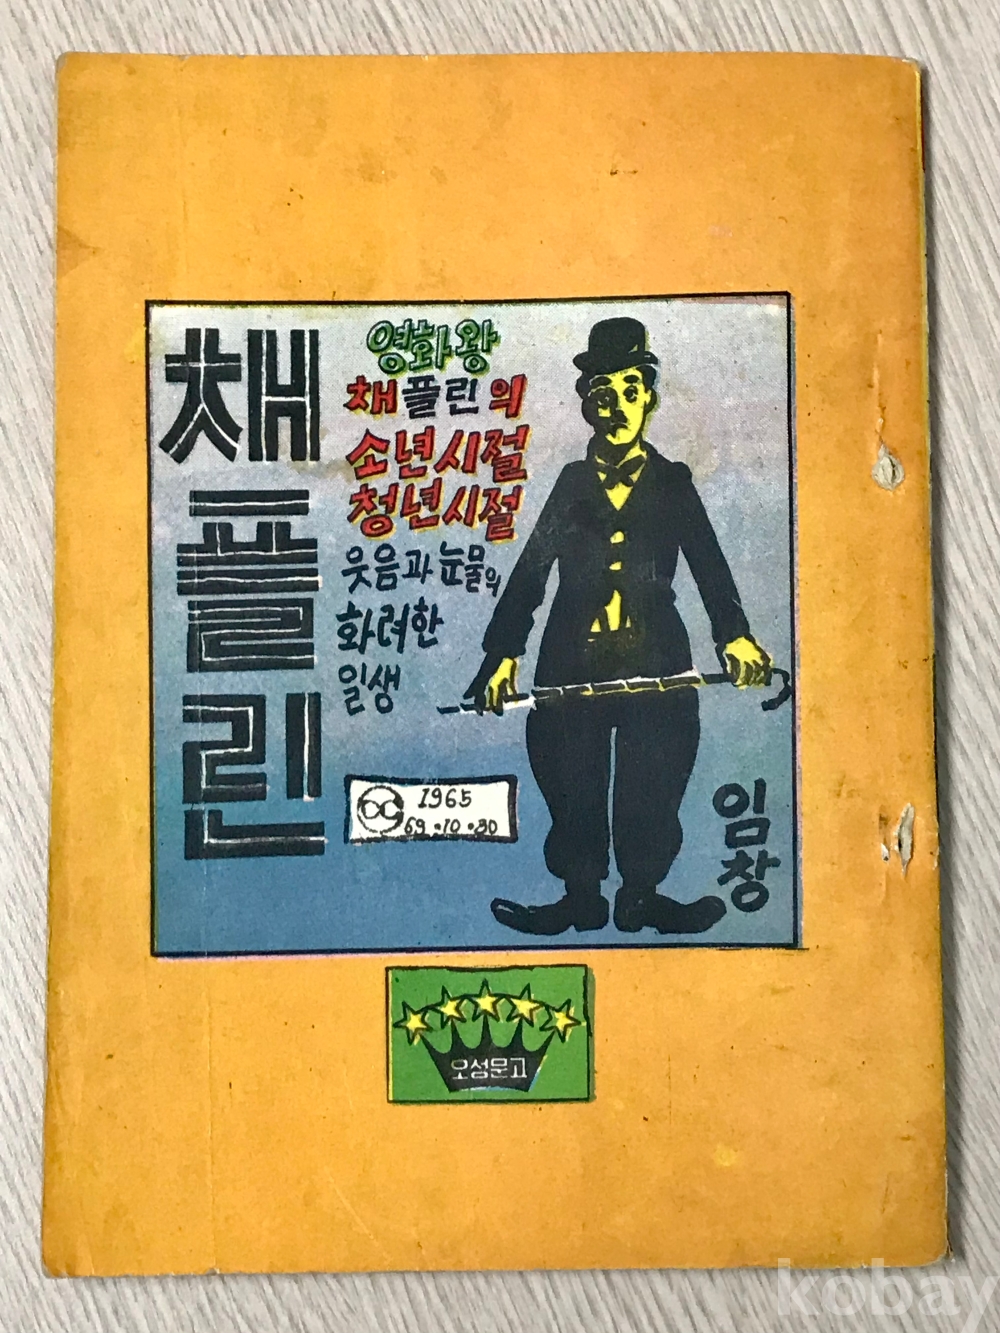 채플린
영화왕
채플린의
소년시절
청년시절
웃음과 눈물의
화려한
일생
1965
69.10.30
임창
오성문고
kobay